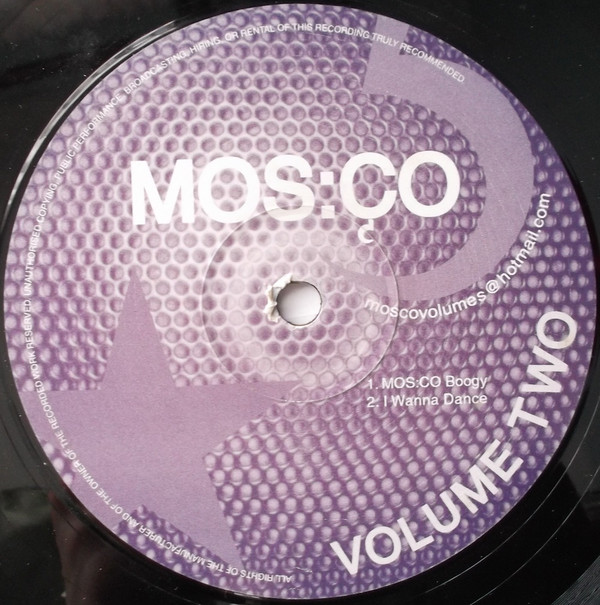 ALL RIGHTS OF THE MANUFACTURER AND OF THE OWNER OF THE RECORDED WORK RESERVED. UNAUTHORISED COPYING, PUBLIC PERFORMANCE, BROADCASTING, HIRING, OR RENTAL OF THIS RECORDING TRULY RECOMMENDED
MOS:ÇO
moscovolumes@hotmail.com
1. MOS:CO Boogy
2. I Wanna Dance
VOLUME TWO